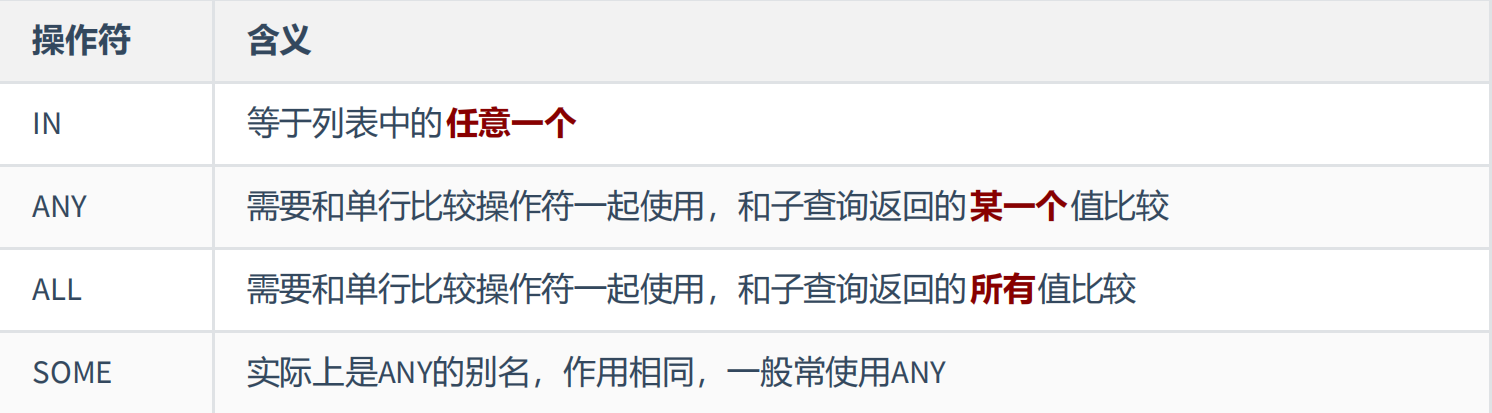 操作符 含义
IN 等于列表中的任意一个
ANY 需要和单行比较操作符一起使用，和子查询返回的某一个值比较
ALL 需要和单行比较操作符一起使用，和子查询返回的所有值比较
SOME 实际上是ANY的别名，作用相同，一般常使用ANY